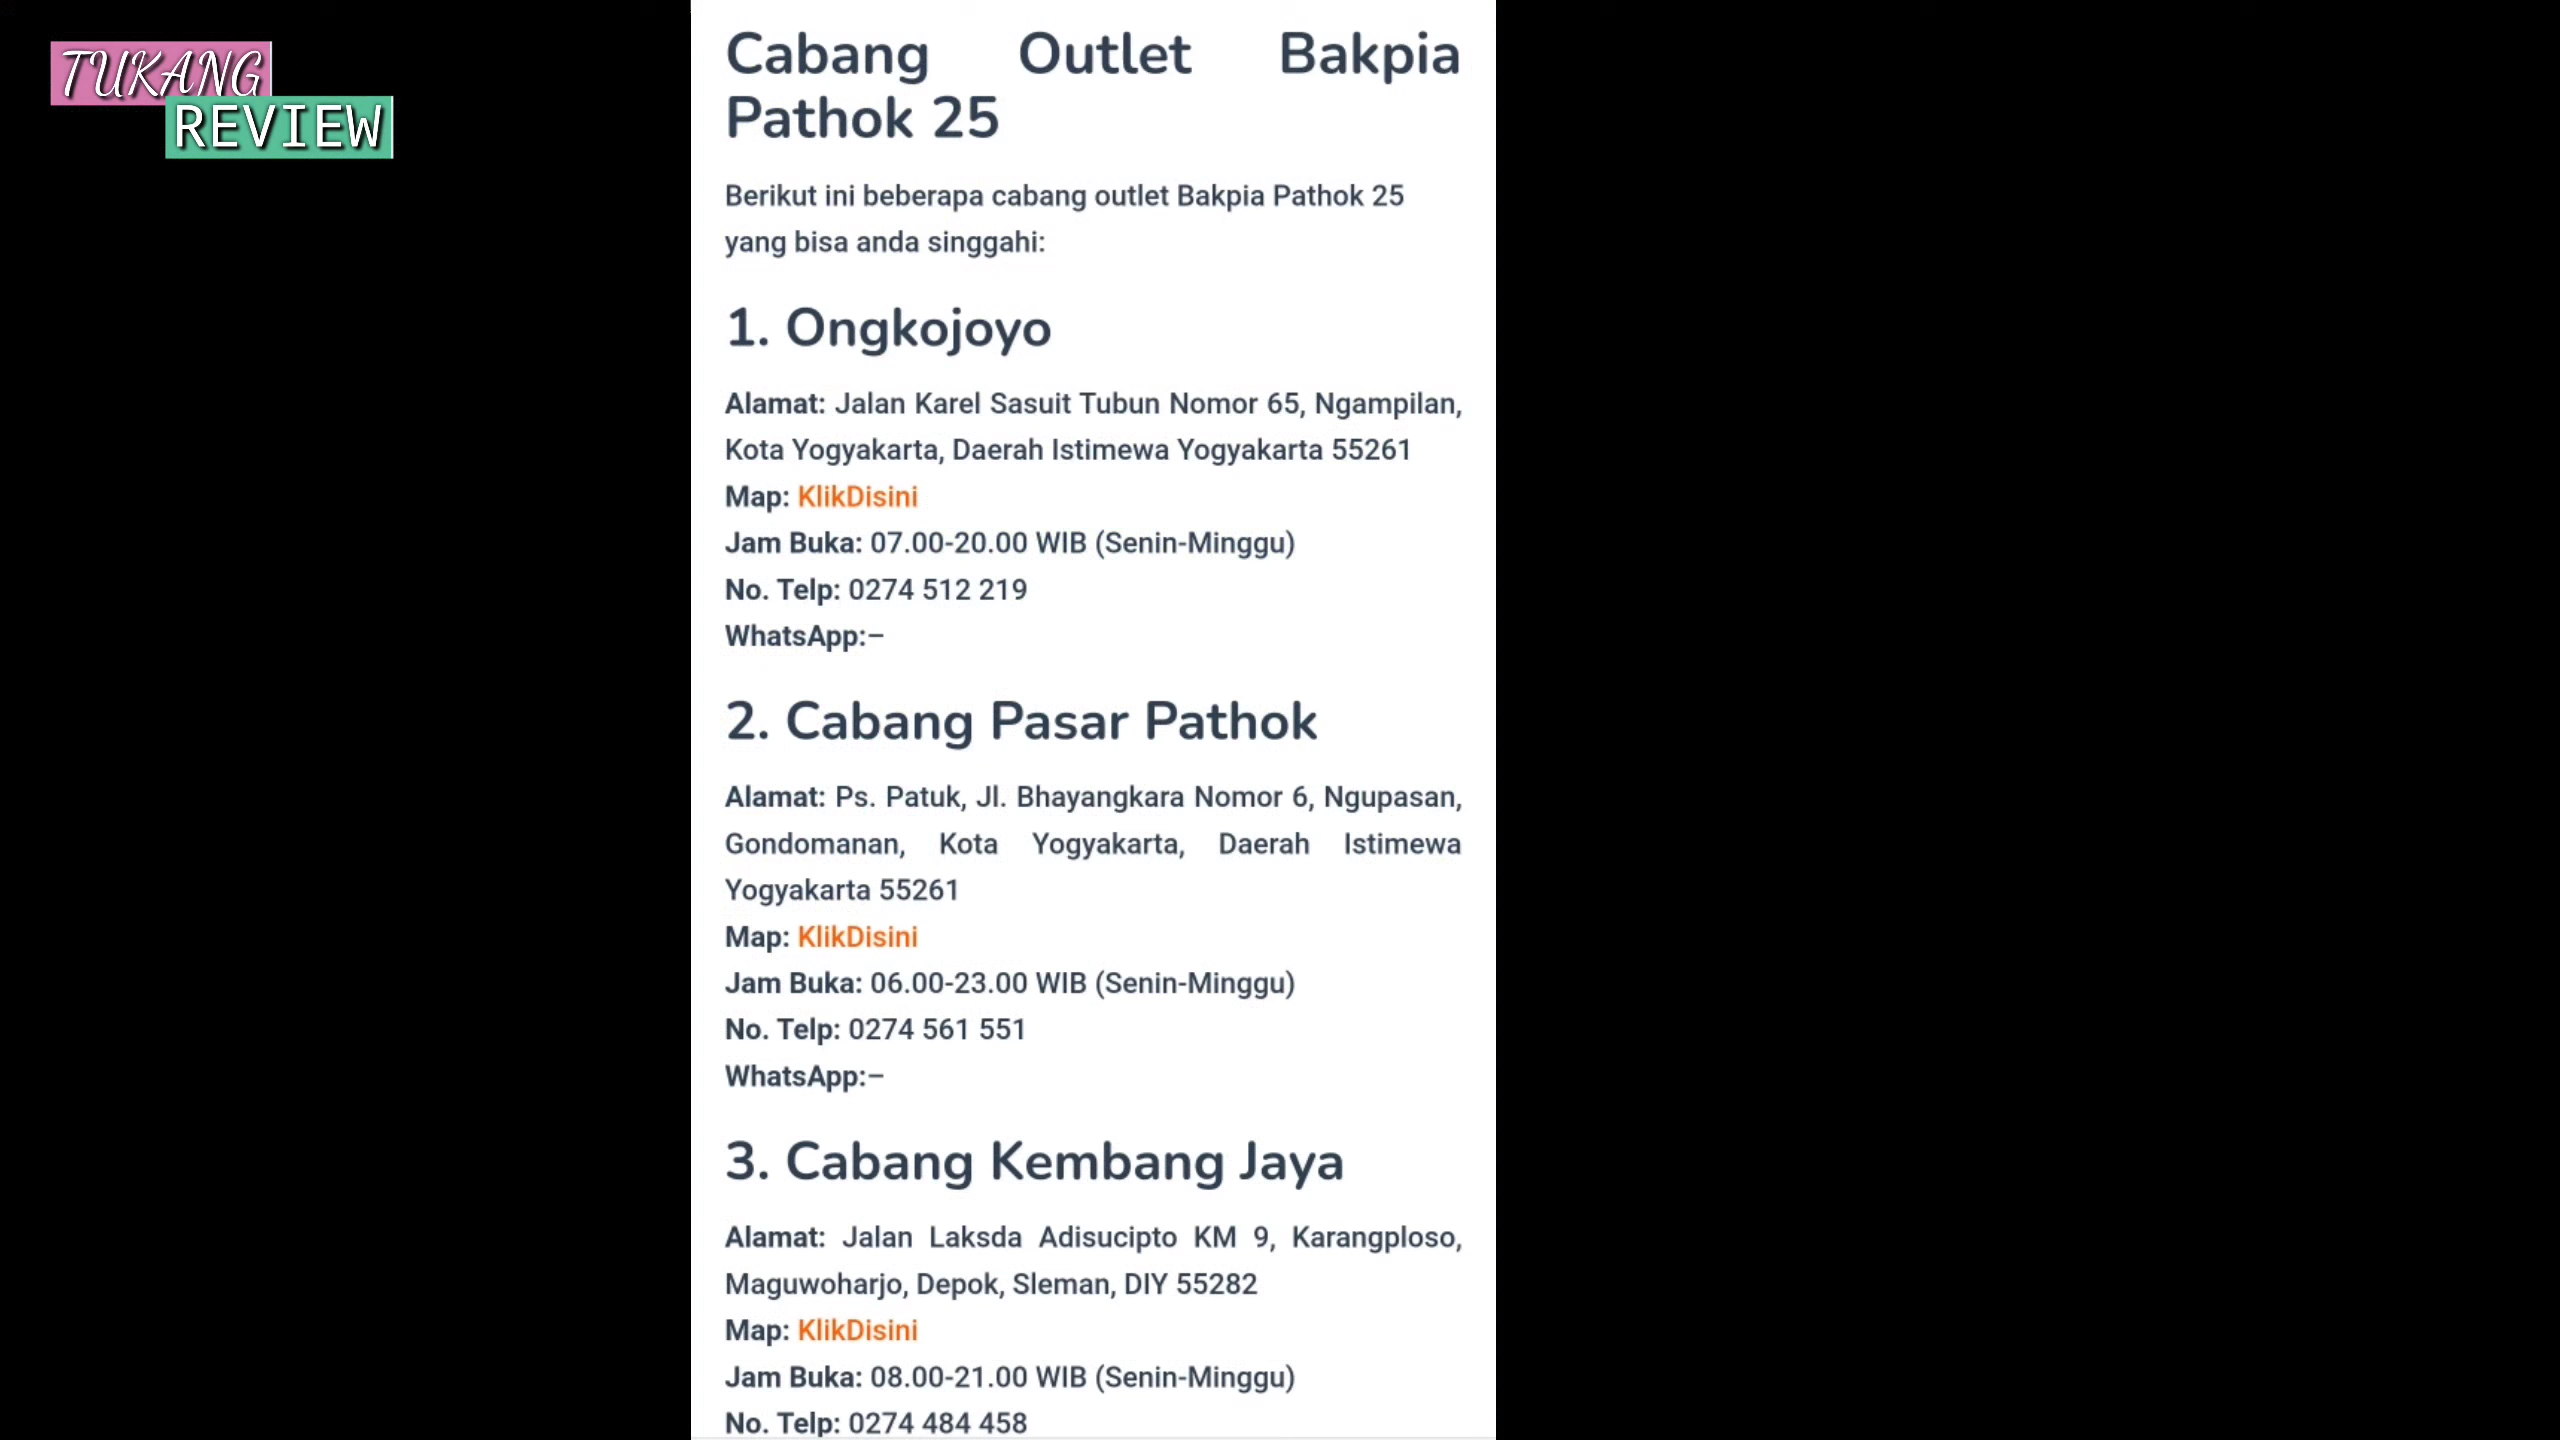 TUKANG
REVIEW
Cabang Outlet Bakpia
Pathok 25
Berikut ini beberapa cabang outlet Bakpia Pathok 25
yang bisa anda singgahi:
1. Ongkojoyo
Alamat: Jalan Karel Sasuit Tubun Nomor 65, Ngampilan,
Kota Yogyakarta, Daerah Istimewa Yogyakarta 55261
Map: KlikDisini
Jam Buka: 07.00-20.00 WIB (Senin-Minggu)
No. Telp: 0274 512 219
WhatsApp:–
2. Cabang Pasar Pathok
Alamat: Ps. Patuk, Jl. Bhayangkara Nomor 6, Ngupasan,
Gondomanan, Kota Yogyakarta, Daerah Istimewa
Yogyakarta 55261
Map: KlikDisini
Jam Buka: 06.00-23.00 WIB (Senin-Minggu)
No. Telp: 0274 561 551
WhatsApp:–
3. Cabang Kembang Jaya
Alamat: Jalan Laksda Adisucipto KM 9, Karangploso,
Maguwoharjo, Depok, Sleman, DIY 55282
Map: KlikDisini
Jam Buka: 08.00-21.00 WIB (Senin-Minggu)
No. Telp: 0274 484 458